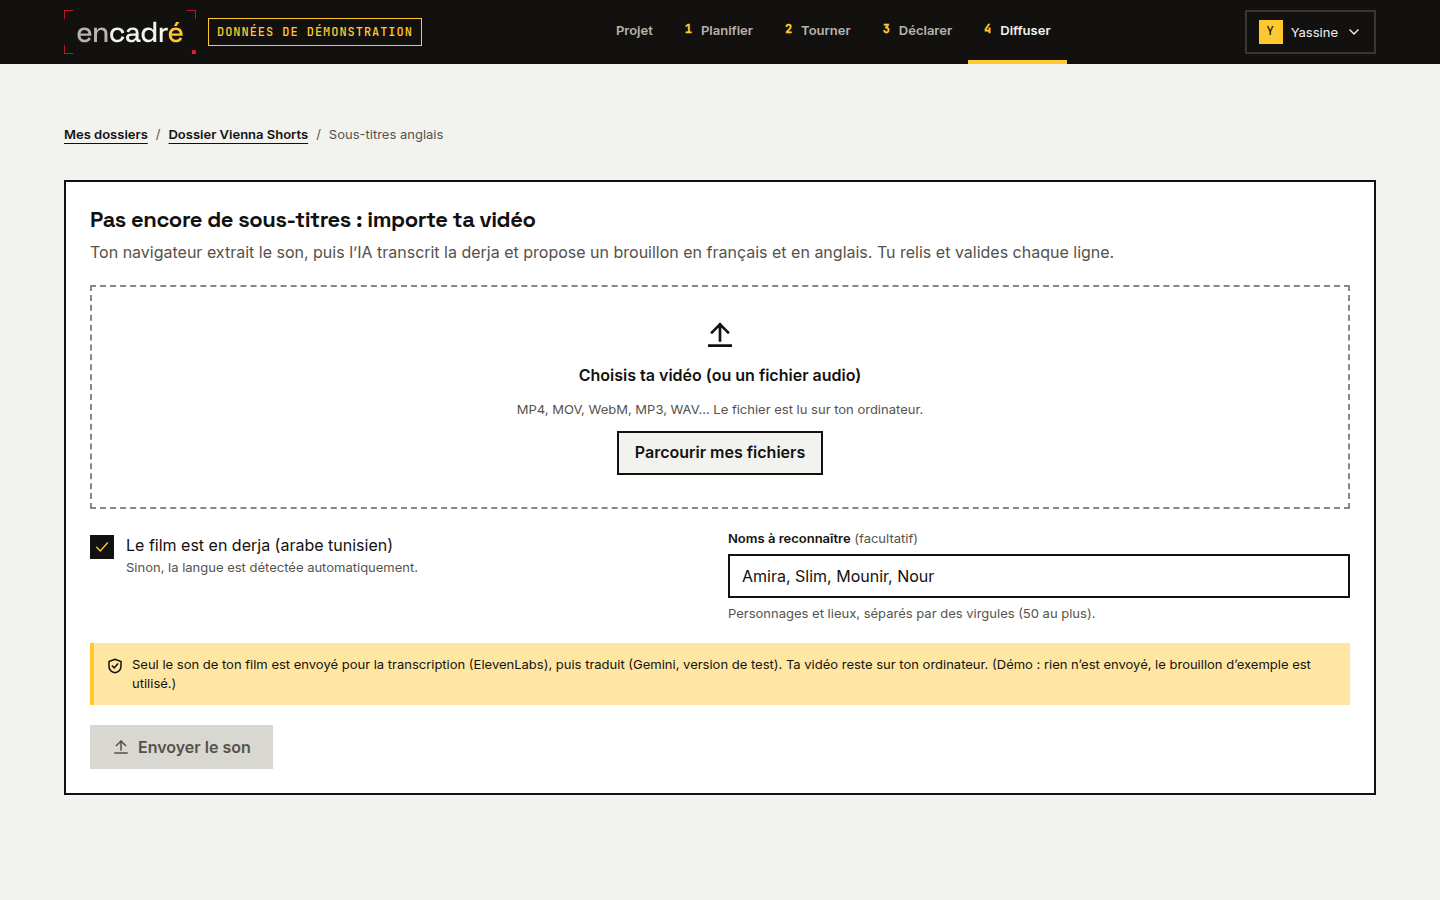 encadré
DONNÉES DE DÉMONSTRATION
Projet
1 Planifier
2 Tourner
3 Déclarer
4 Diffuser
Y Yassine
Mes dossiers / Dossier Vienna Shorts / Sous-titres anglais
Pas encore de sous-titres : importe ta vidéo
Ton navigateur extrait le son, puis l’IA transcrit la derja et propose un brouillon en français et en anglais. Tu relis et valides chaque ligne.
Choisis ta vidéo (ou un fichier audio)
MP4, MOV, WebM, MP3, WAV… Le fichier est lu sur ton ordinateur.
Parcourir mes fichiers
Le film est en derja (arabe tunisien)
Sinon, la langue est détectée automatiquement.
Noms à reconnaître (facultatif)
Amira, Slim, Mounir, Nour
Personnages et lieux, séparés par des virgules (50 au plus).
Seul le son de ton film est envoyé pour la transcription (ElevenLabs), puis traduit (Gemini, version de test). Ta vidéo reste sur ton ordinateur. (Démo : rien n’est envoyé, le brouillon d’exemple est
utilisé.)
Envoyer le son